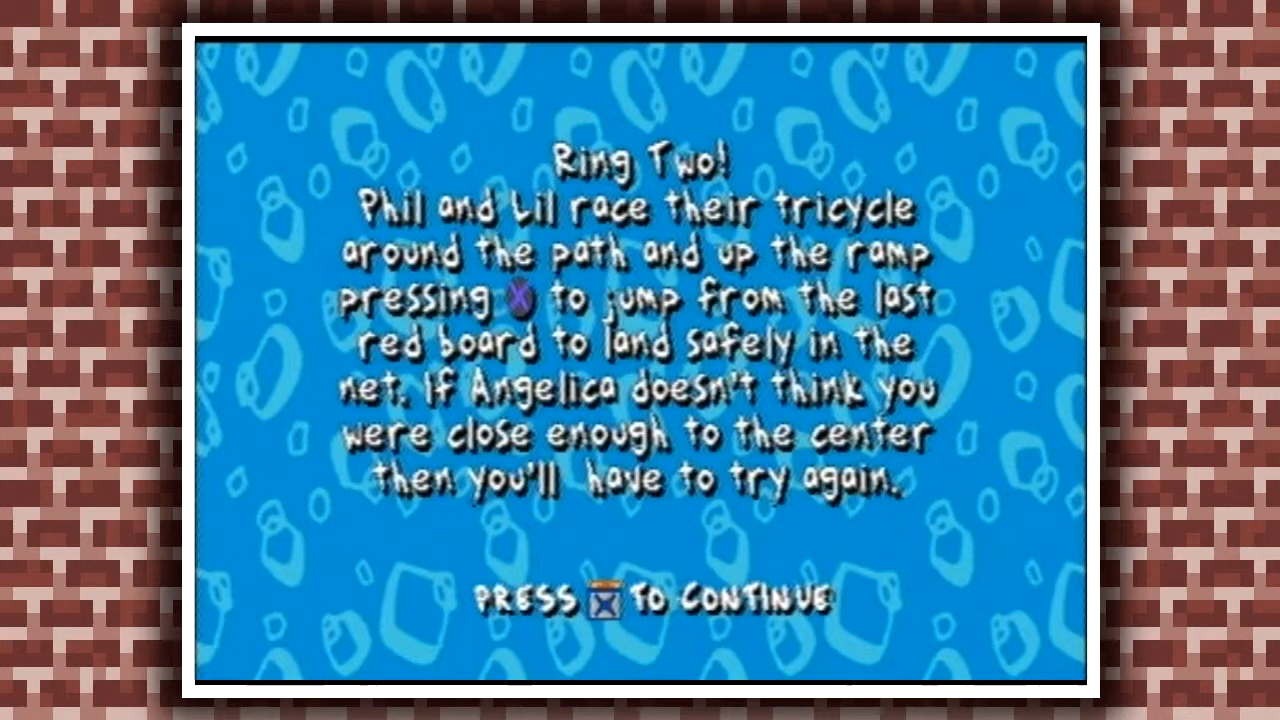 Ring Two!
Phil and Lil race their tricycle
around the path and up the ramp
pressing X to jump from the last
red board to land safely in the
net. If Angelica doesn't think you
were close enough to the center
then you'll have to try again.
PRESS X TO CONTINUE